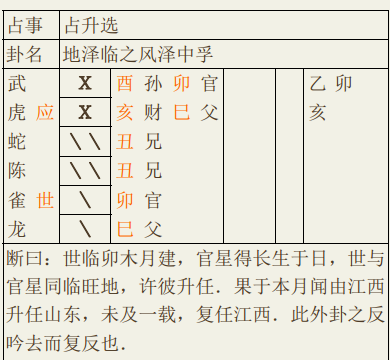 占事 占升选
卦名 地泽临之风泽中孚
武 X 酉 孙 卯 官 乙 卯
虎 应 X 亥 财 巳 父 亥
蛇 \ \ 丑 兄
陈 \ \ 丑 兄
雀 世 \ 卯 官
龙 \ 巳 父
断曰：世临卯木月建，官星得长生于日，世与
官星同临旺地，许彼升任．果于本月闻由江西
升任山东，未及一载，复任江西．此外卦之反
吟去而复反也．